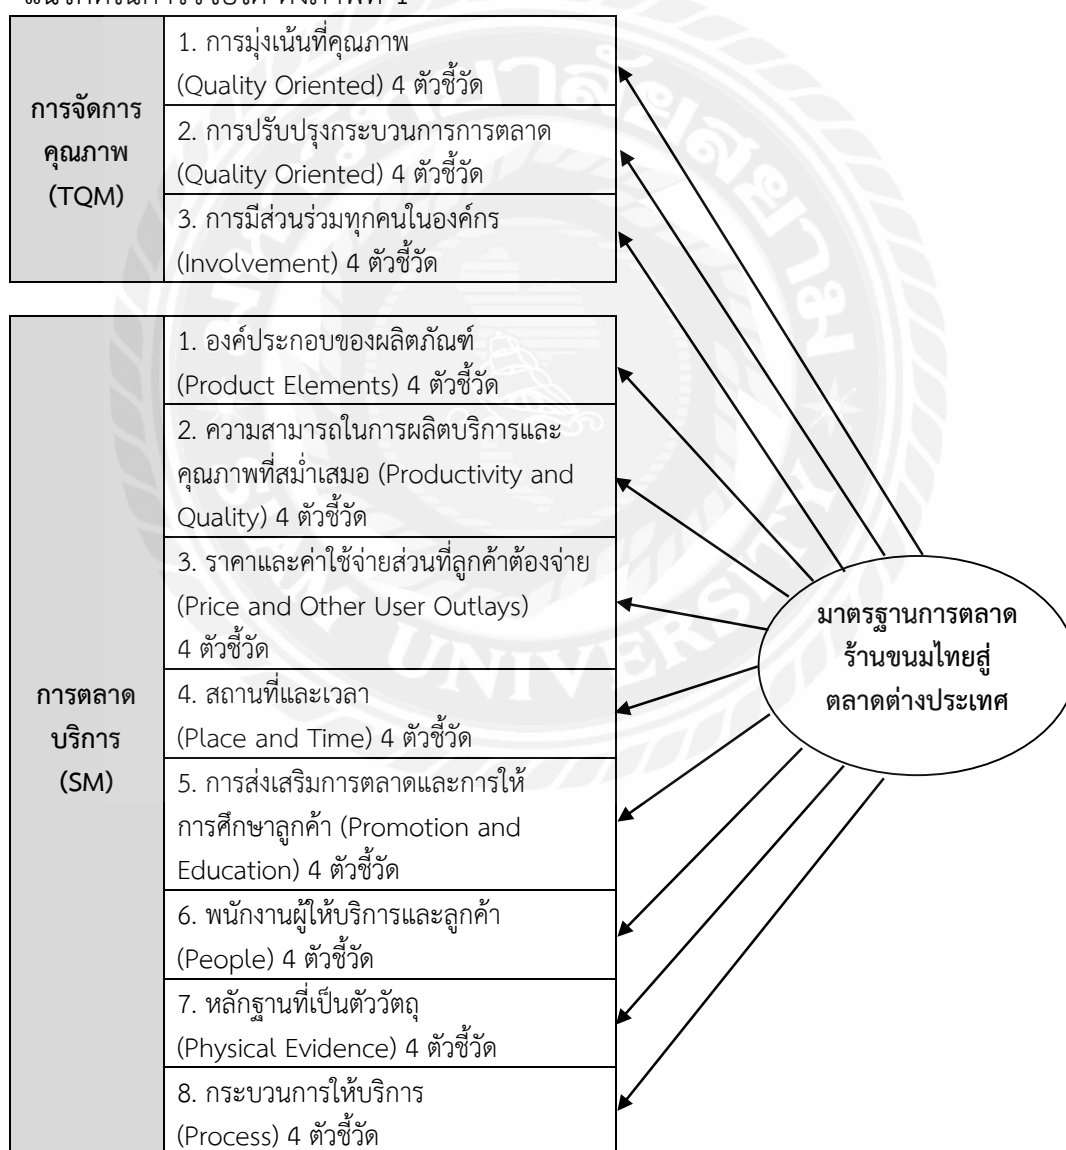 แนวคิดในการวิจัยได้ ดังภาพที่ 1
การจัดการ
คุณภาพ
(TQM)
1. การมุ่งเน้นที่คุณภาพ
(Quality Oriented) 4 ตัวชี้วัด
2. การปรับปรุงกระบวนการการตลาด
(Quality Oriented) 4 ตัวชี้วัด
3. การมีส่วนร่วมทุกคนในองค์กร
(Involvement) 4 ตัวชี้วัด
การตลาด
บริการ
(SM)
1. องค์ประกอบของผลิตภัณฑ์
(Product Elements) 4 ตัวชี้วัด
2. ความสามารถในการผลิตบริการและ
คุณภาพที่สม่ำเสมอ (Productivity and
Quality) 4 ตัวชี้วัด
3. ราคาและค่าใช้จ่ายส่วนที่ลูกค้าต้องจ่าย
(Price and Other User Outlays)
4 ตัวชี้วัด
4. สถานที่และเวลา
(Place and Time) 4 ตัวชี้วัด
5. การส่งเสริมการตลาดและการให้
การศึกษาลูกค้า (Promotion and
Education) 4 ตัวชี้วัด
6. พนักงานผู้ให้บริการและลูกค้า
(People) 4 ตัวชี้วัด
7. หลักฐานที่เป็นตัววัตถุ
(Physical Evidence) 4 ตัวชี้วัด
8. กระบวนการให้บริการ
(Process) 4 ตัวชี้วัด
มาตรฐานการตลาด
ร้านขนมไทยสู่
ตลาดต่างประเทศ